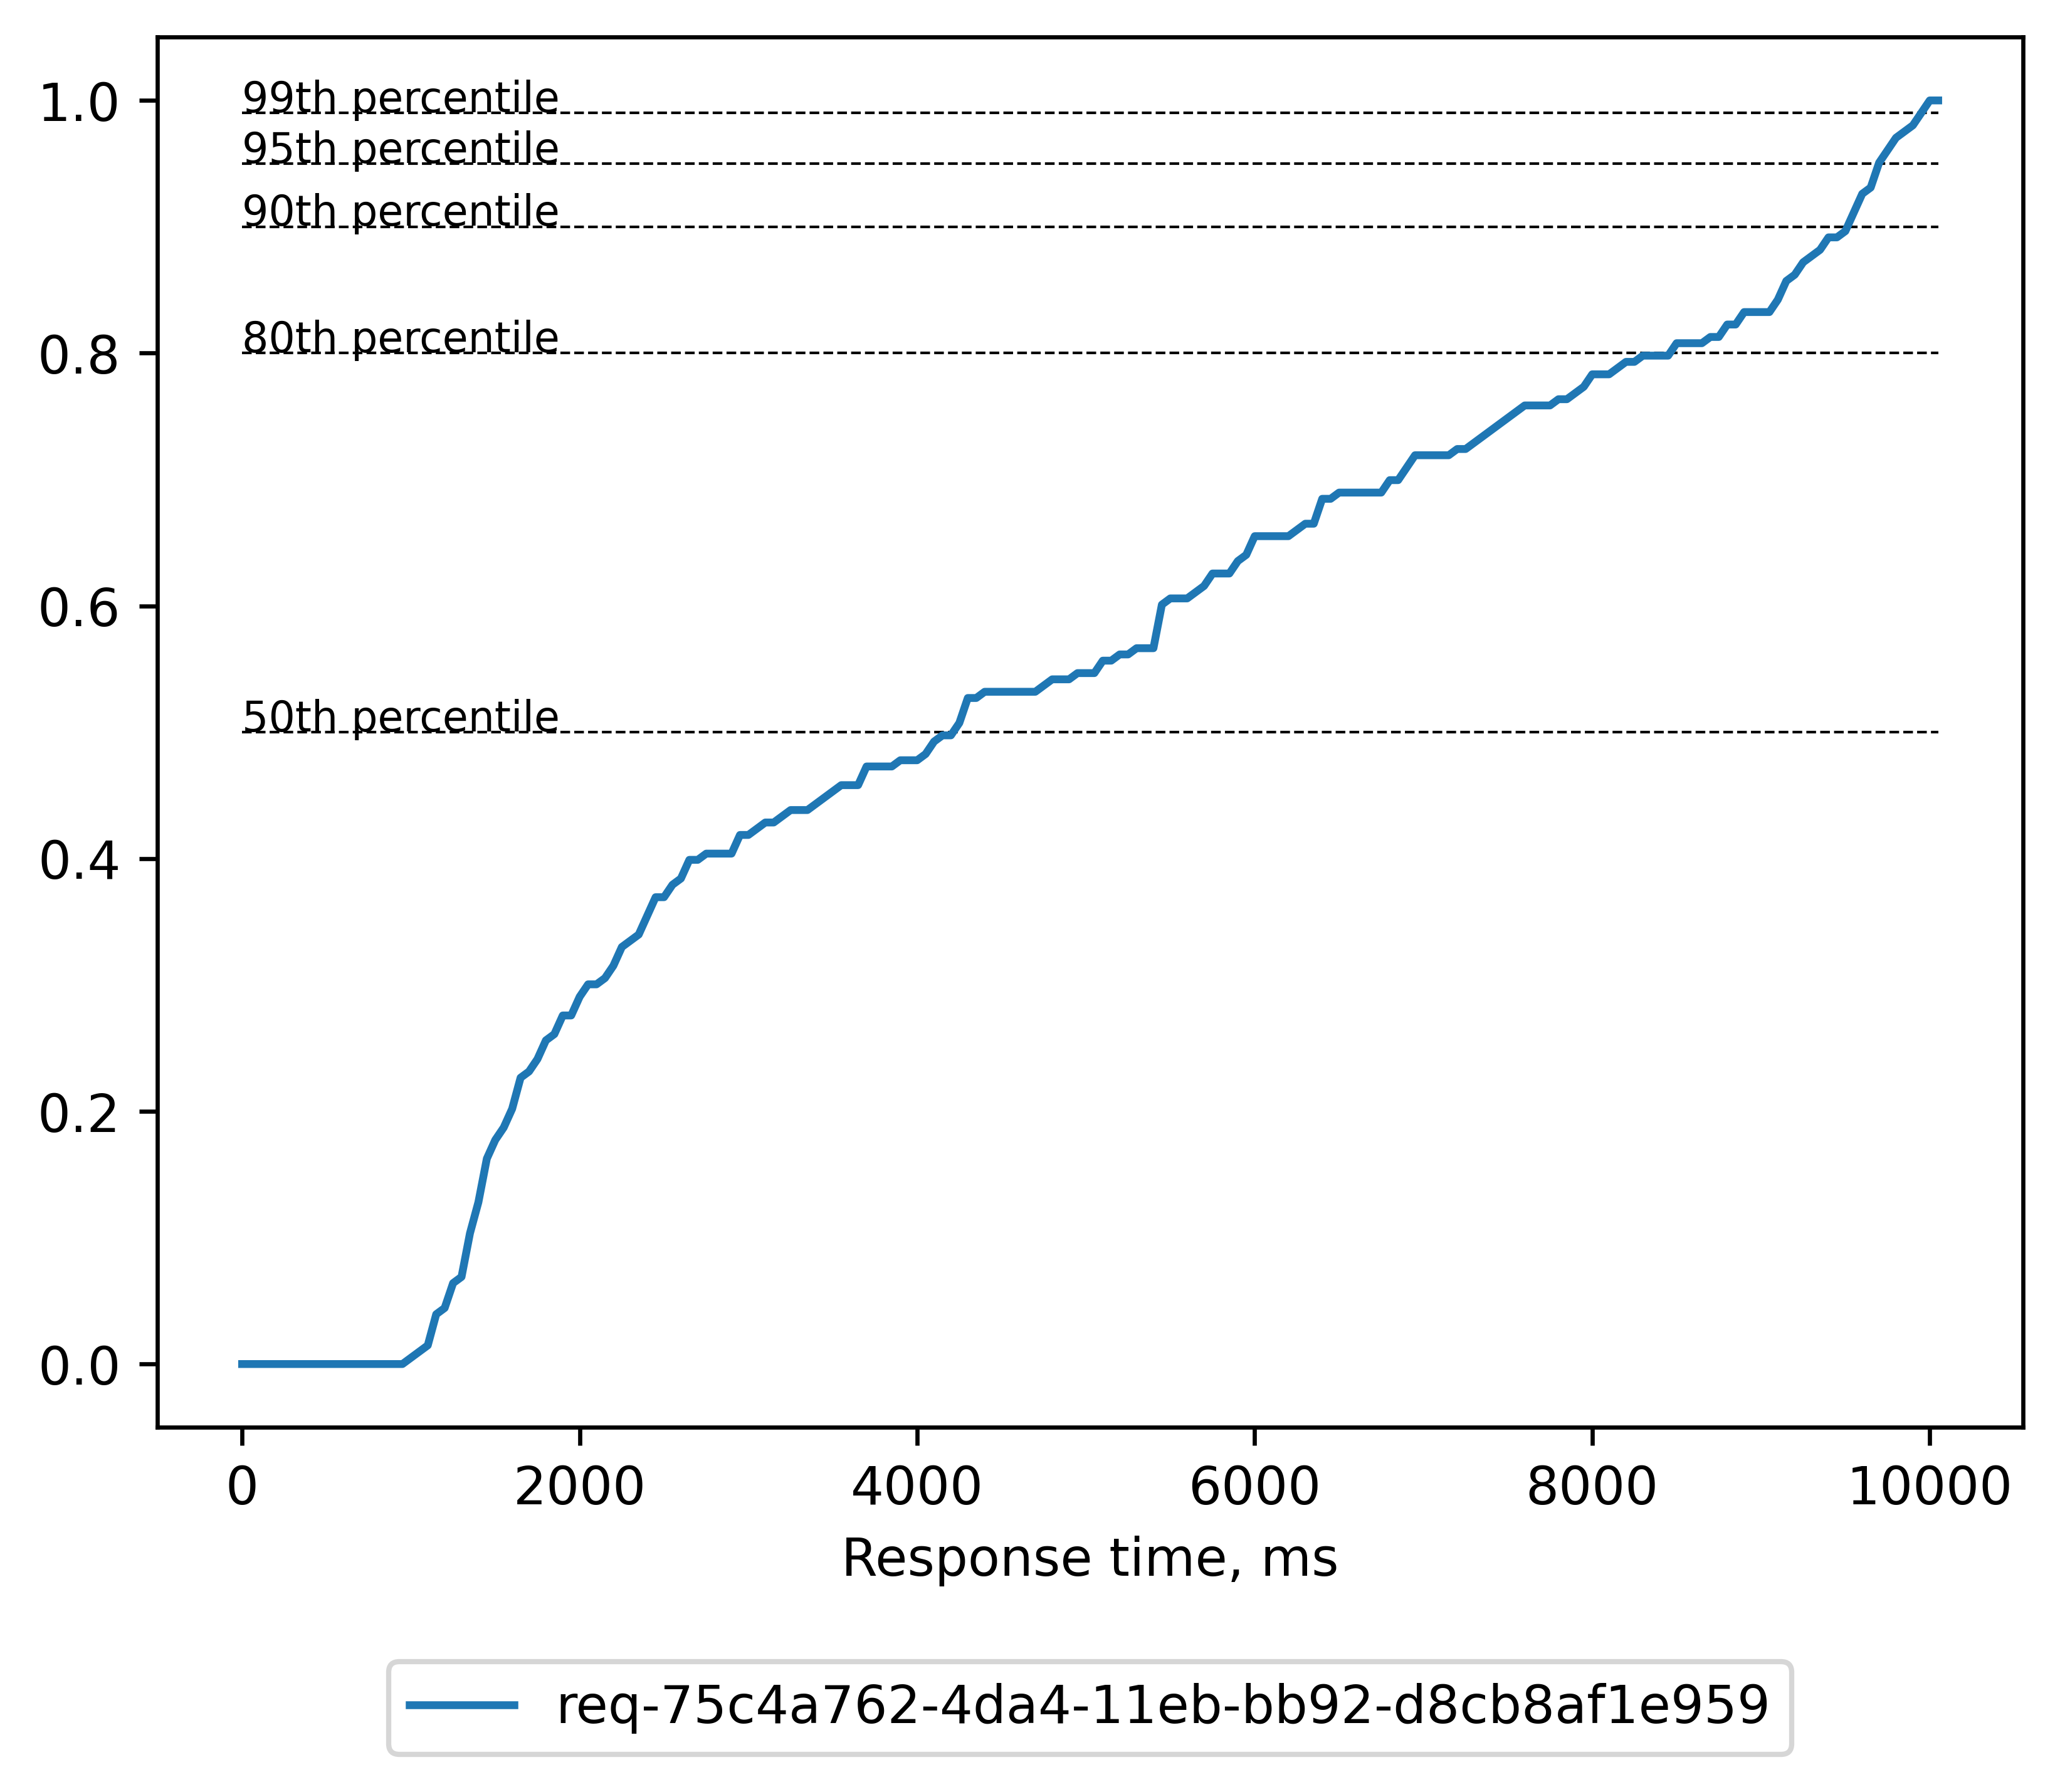 99th percentile
1.0
95th percentile
90th percentile
80th percentile
0.8
0.6
50th percentile
0.4
0.2
0.0
0 2000 4000 6000 8000 10000
Response time, ms
req-75c4a762-4da4-11eb-bb92-d8cb8af1e959